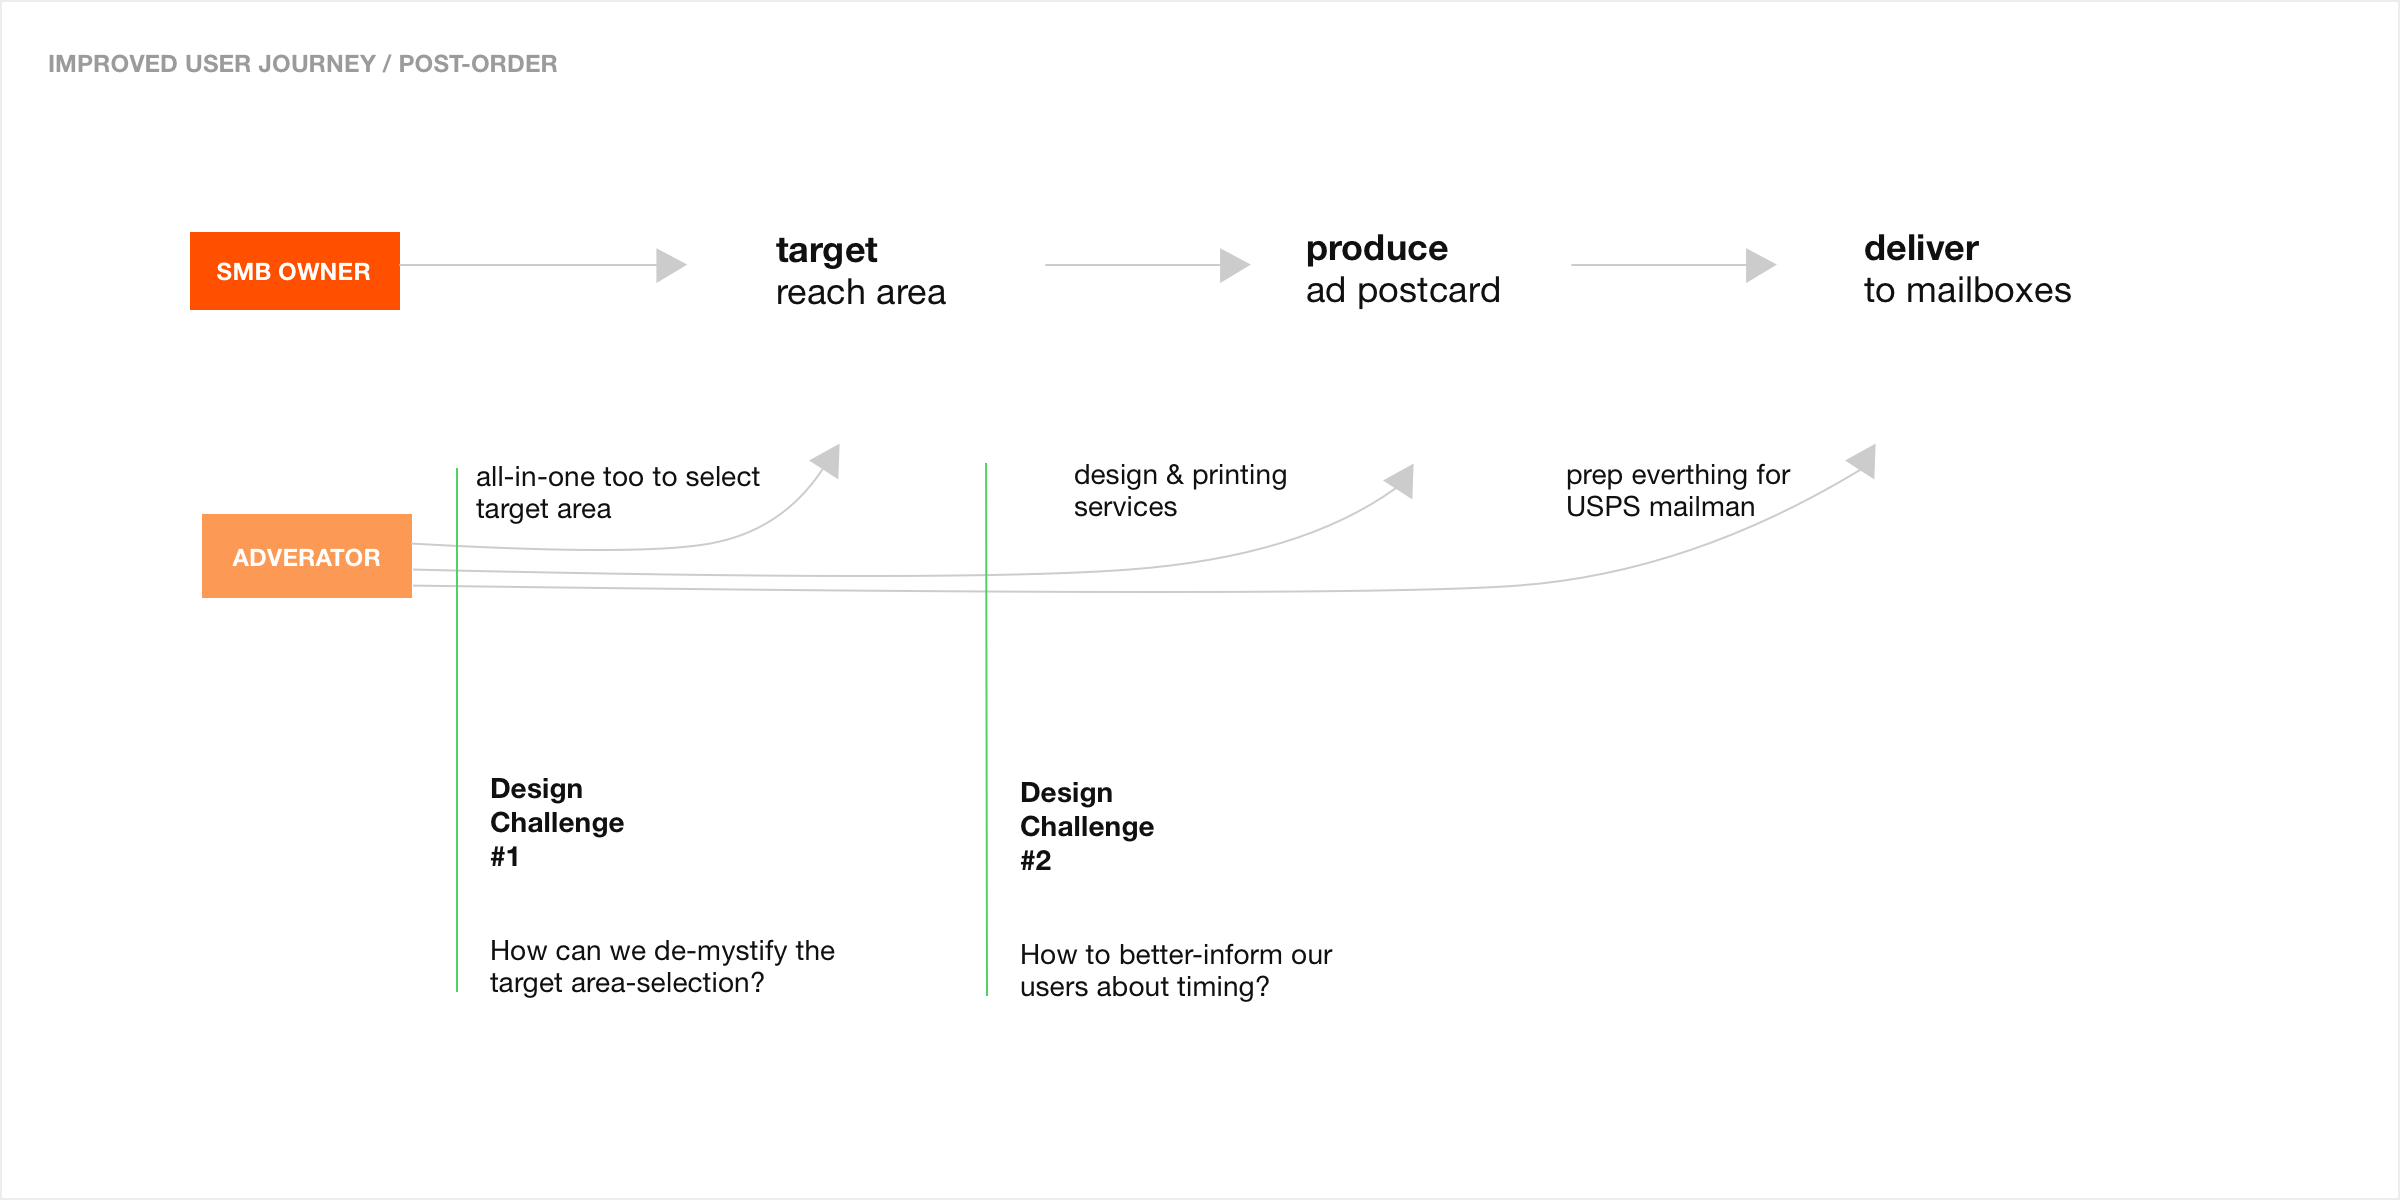 IMPROVED USER JOURNEY / POST-ORDER
SMB OWNER
target
reach area
produce
ad postcard
deliver
to mailboxes
ADVERATOR
all-in-one too to select
target area
design & printing
services
prep everthing for
USPS mailman
Design
Challenge
#1
How can we de-mystify the
target area-selection?
Design
Challenge
#2
How to better-inform our
users about timing?